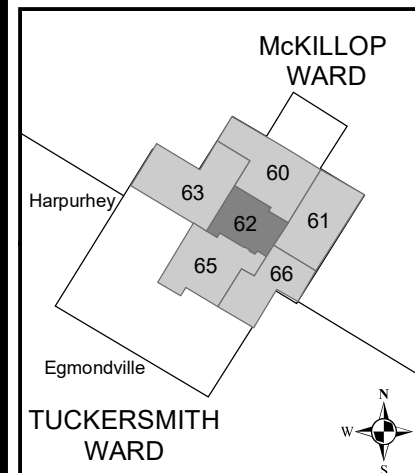 McKILLOP
WARD
60
63
Harpurhey
61
62
65
66
Egmondville
TUCKERSMITH
WARD
N
W
S